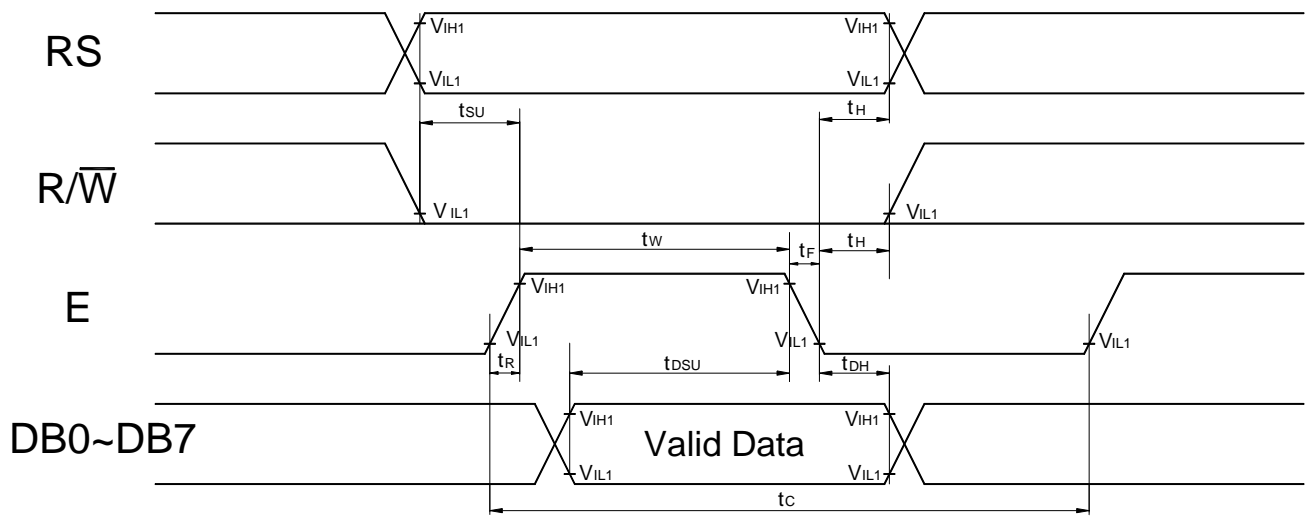 RS
VIH1
VIH1
VIL1
VIL1
tSU
tH
R/W̅
VIL1
VIL1
tW
tF
tH
E
VIH1
VIH1
VIL1
VIL1
VIL1
tR
tDSU
tDH
DB0~DB7
VIH1
Valid Data
VIH1
VIL1
VIL1
tC